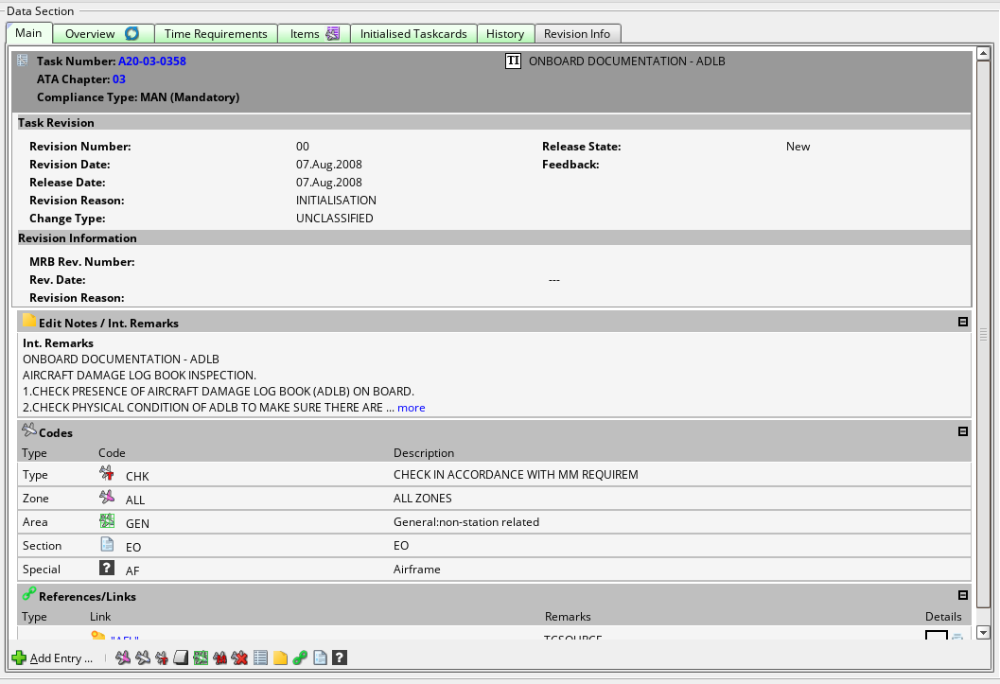 Data Section
Main Overview Time Requirements Items Initialised Taskcards History Revision Info
Task Number: A20-03-0358 TI ONBOARD DOCUMENTATION - ADLB
ATA Chapter: 03
Compliance Type: MAN (Mandatory)
Task Revision
Revision Number: 00 Release State: New
Revision Date: 07.Aug.2008 Feedback:
Release Date: 07.Aug.2008
Revision Reason: INITIALISATION
Change Type: UNCLASSIFIED
Revision Information
MRB Rev. Number:
Rev. Date: ---
Revision Reason:
Edit Notes / Int. Remarks
Int. Remarks
ONBOARD DOCUMENTATION - ADLB
AIRCRAFT DAMAGE LOG BOOK INSPECTION.
1.CHECK PRESENCE OF AIRCRAFT DAMAGE LOG BOOK (ADLB) ON BOARD.
2.CHECK PHYSICAL CONDITION OF ADLB TO MAKE SURE THERE ARE ... more
Codes
Type Code Description
Type CHK CHECK IN ACCORDANCE WITH MM REQUIREM
Zone ALL ALL ZONES
Area GEN General:non-station related
Section EO EO
Special ? AF Airframe
References/Links
Type Link Remarks Details
TCSOURCE
Add Entry ... ?